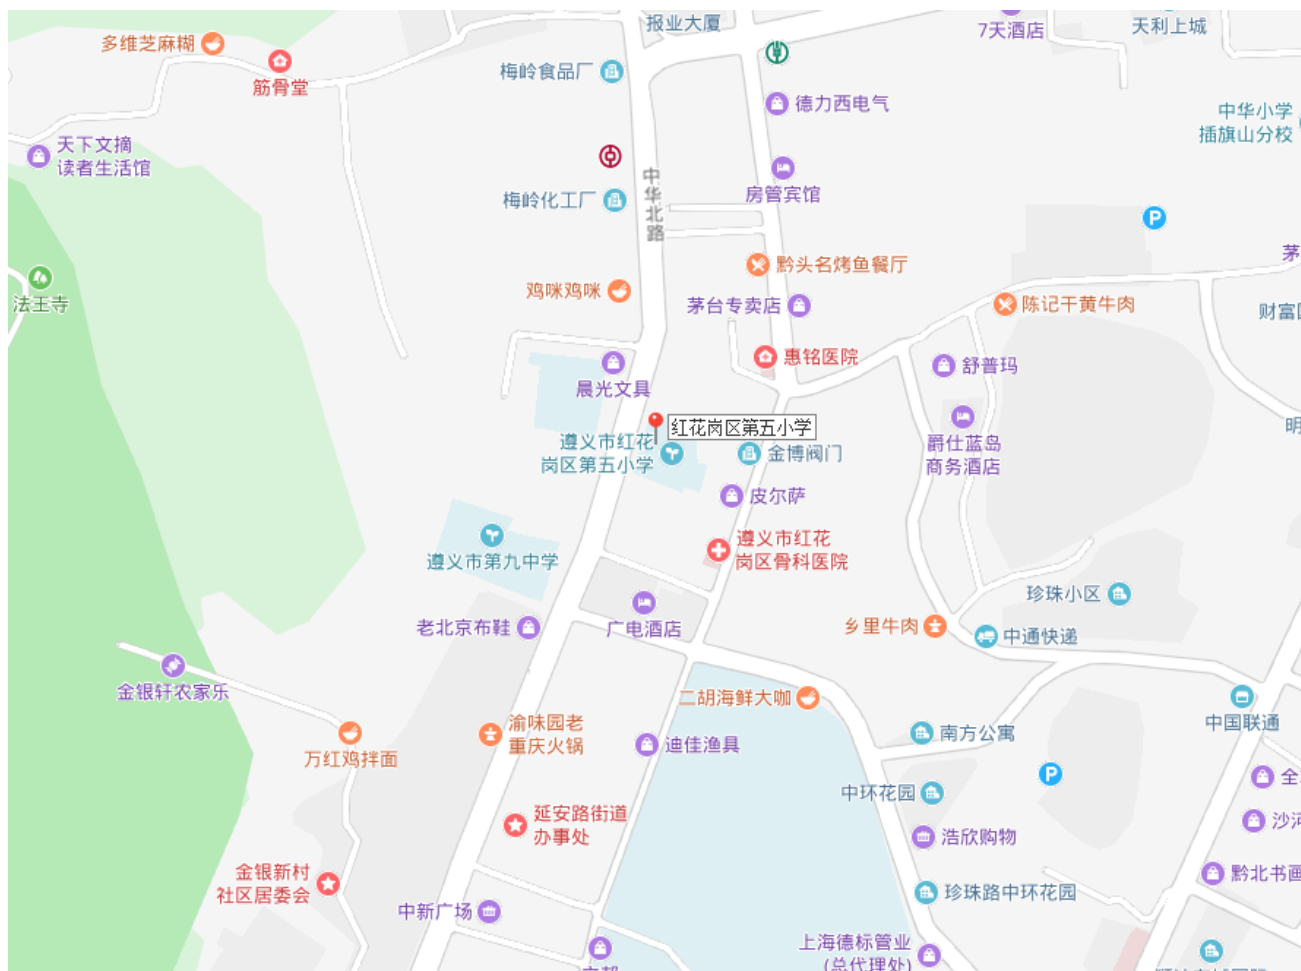 报业大厦
7天酒店
天利上城
多维芝麻糊
筋骨堂
梅岭食品厂
德力西电气
中华小学
插旗山分校
天下文摘
读者生活馆
中华北路
梅岭化工厂
房管宾馆
P
法王寺
鸡咪鸡咪
黔头名烤鱼餐厅
茅台专卖店
陈记干黄牛肉
茅
财富
晨光文具
惠铭医院
舒普玛
红花岗区第五小学
遵义市红花
岗区第五小学
金博阀门
爵仕蓝岛
商务酒店
明
皮尔萨
遵义市第九中学
遵义市红花
岗区骨科医院
珍珠小区
老北京布鞋
广电酒店
乡里牛肉
中通快递
金银轩农家乐
二胡海鲜大咖
中国联通
渝味园老
重庆火锅
迪佳渔具
南方公寓
万红鸡拌面
P
全
中环花园
延安路街道
办事处
浩欣购物
沙河
金银新村
社区居委会
黔北书画
珍珠路中环花园
中新广场
上海德标管业
(总代理处)